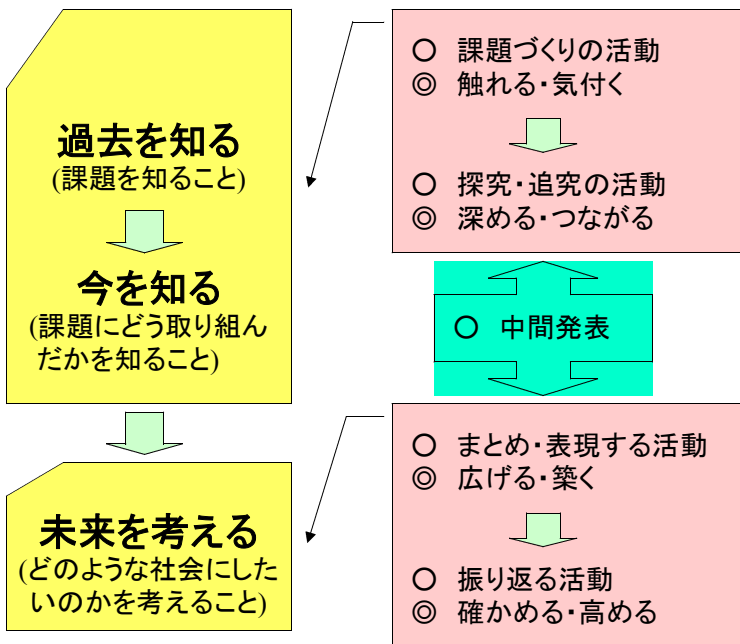 過去を知る
(課題を知ること)
今を知る
(課題にどう取り組ん
だかを知ること)
未来を考える
(どのような社会にした
いのかを考えること)
○ 課題づくりの活動
◎ 触れる・気付く
○ 探究・追究の活動
◎ 深める・つながる
○ 中間発表
○ まとめ・表現する活動
◎ 広げる・築く
○ 振り返る活動
◎ 確かめる・高める